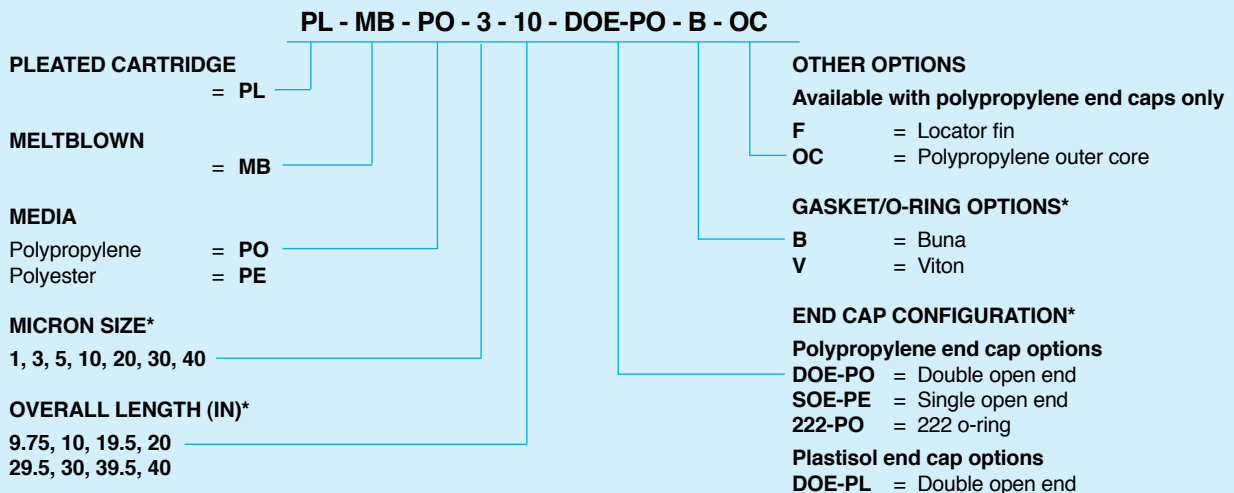 PL - MB - PO - 3 - 10 - DOE-PO - B - OC
PLEATED CARTRIDGE
= PL
MELTBLOWN
= MB
MEDIA
Polypropylene = PO
Polyester = PE
MICRON SIZE*
1, 3, 5, 10, 20, 30, 40
OVERALL LENGTH (IN)*
9.75, 10, 19.5, 20
29.5, 30, 39.5, 40
OTHER OPTIONS
Available with polypropylene end caps only
F = Locator fin
OC = Polypropylene outer core
GASKET/O-RING OPTIONS*
B = Buna
V = Viton
END CAP CONFIGURATION*
Polypropylene end cap options
DOE-PO = Double open end
SOE-PE = Single open end
222-PO = 222 o-ring
Plastisol end cap options
DOE-PL = Double open end